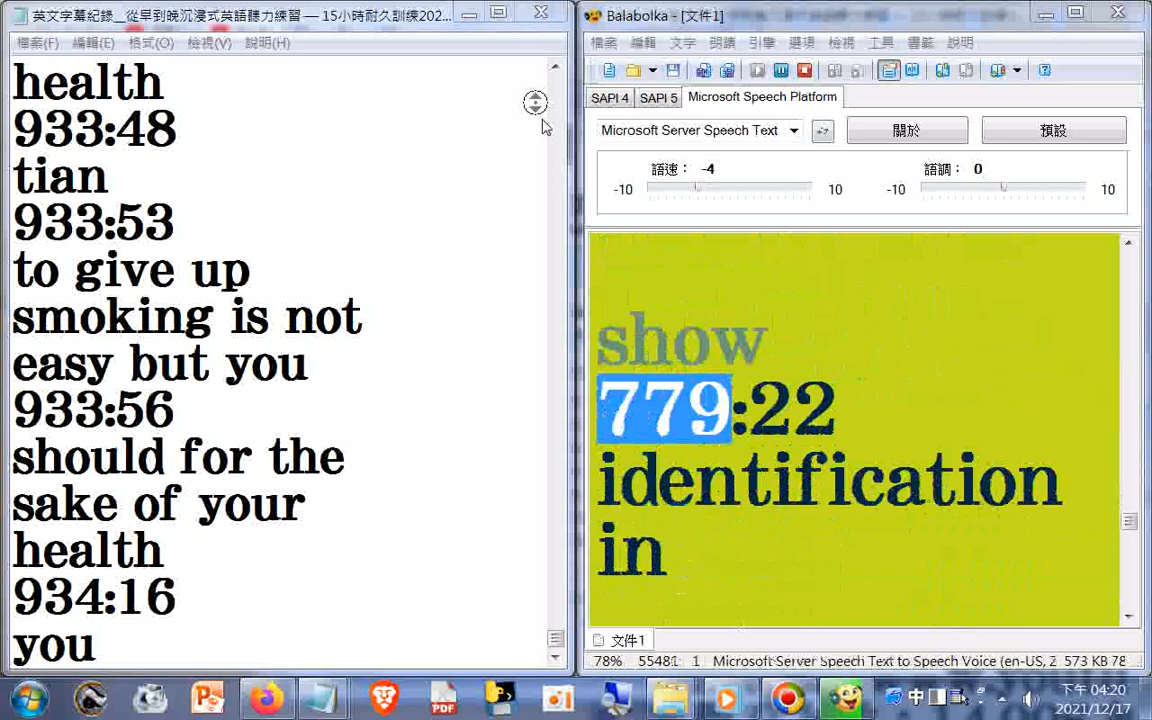 英文字幕紀錄__從早到晚沉浸式英語聽力練習 — 15小時耐久訓練202...
檔案(F) 編輯(E) 格式(O) 檢視(V) 說明(H)
health
933:48
tian
933:53
to give up
smoking is not
easy but you
933:56
should for the
sake of your
health
934:16
you
Balabolka - [文件1]
檔案 編輯 文字 朗讀 引擎 選項 檢視 工具 書籤 說明
SAPI 4 SAPI 5 Microsoft Speech Platform
Microsoft Server Speech Text 關於 預設
語速: -4 語調: 0
-10 10 -10 10
show
779:22
identification
in
文件1
78% 55481: 1 Microsoft Server Speech Text to Speech Voice (en-US, Z 573 KB 78
PDF 中 下午 04:20
2021/12/17